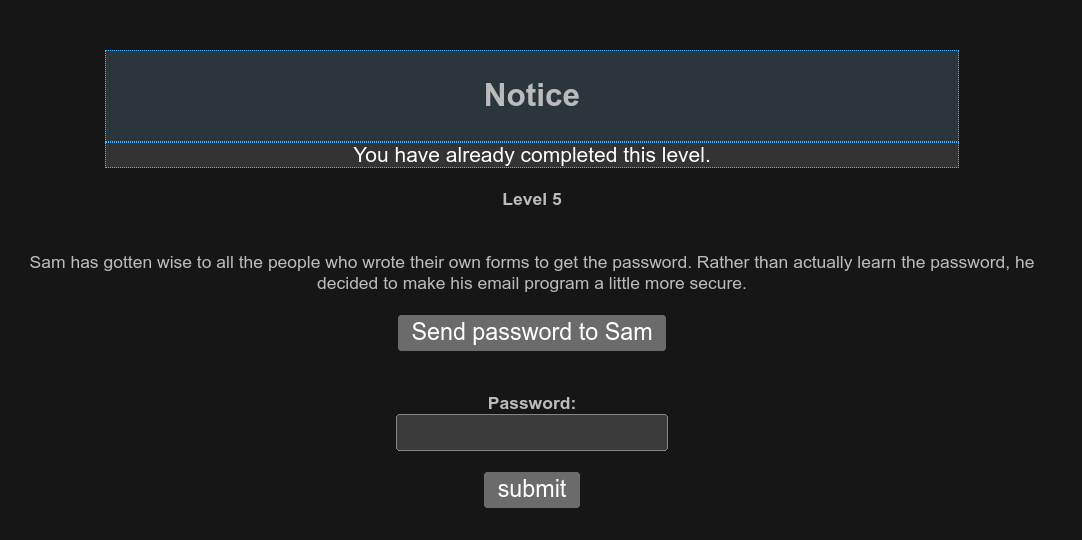 Notice
You have already completed this level.
Level 5
Sam has gotten wise to all the people who wrote their own forms to get the password. Rather than actually learn the password, he
decided to make his email program a little more secure.
Send password to Sam
Password:
submit